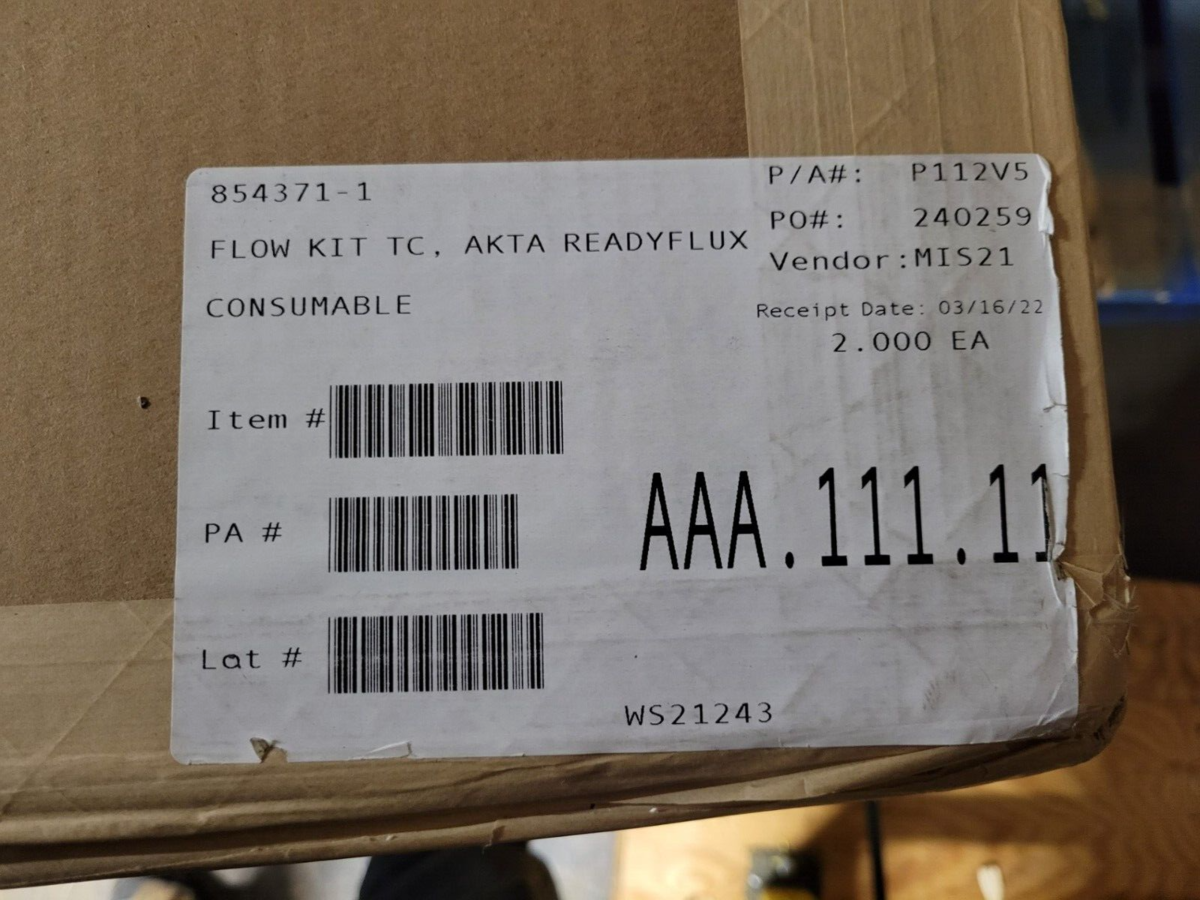 854371-1
FLOW KIT TC, AKTA READYFLUX
CONSUMABLE
P/A#: P112V5
PO#: 240259
Vendor:MIS21
Receipt Date: 03/16/22
2.000 EA
Item #
PA #
AAA.111.11
Lat #
WS21243